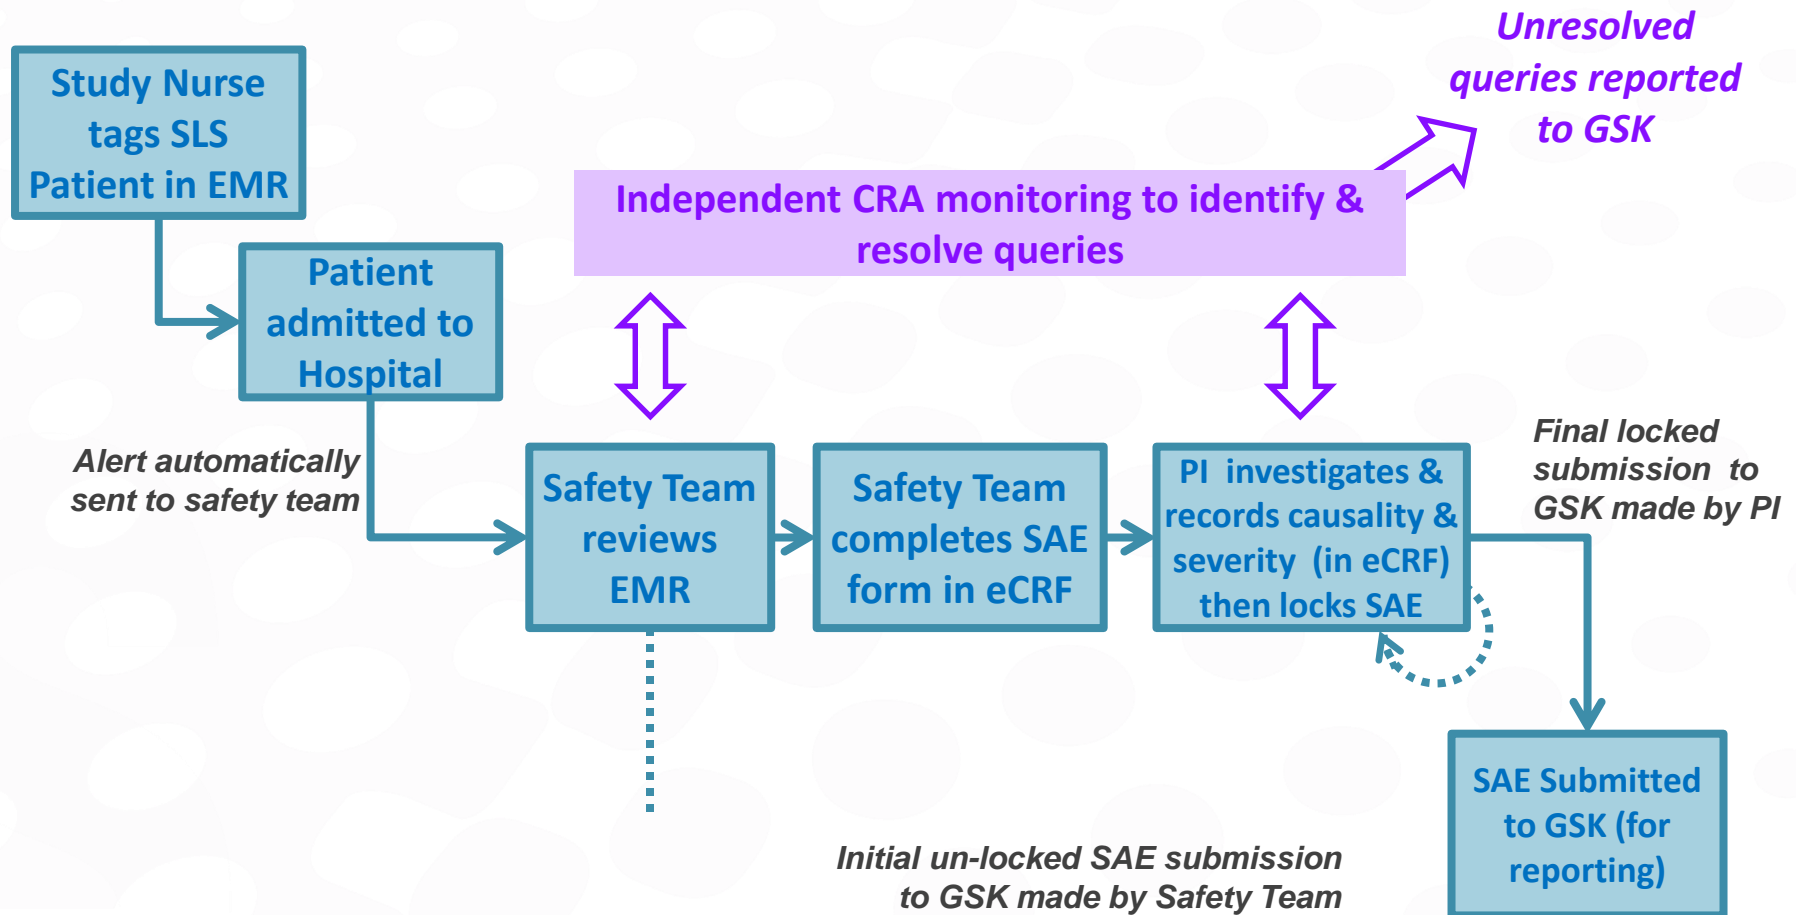 Unresolved
queries reported
to GSK
Study Nurse
tags SLS
Patient in EMR
Independent CRA monitoring to identify &
resolve queries
Patient
admitted to
Hospital
Alert automatically
sent to safety team
Safety Team
reviews
EMR
Safety Team
completes SAE
form in eCRF
PI investigates &
records causality &
severity (in eCRF)
then locks SAE
Final locked
submission to
GSK made by PI
SAE Submitted
to GSK (for
reporting)
Initial un-locked SAE submission
to GSK made by Safety Team